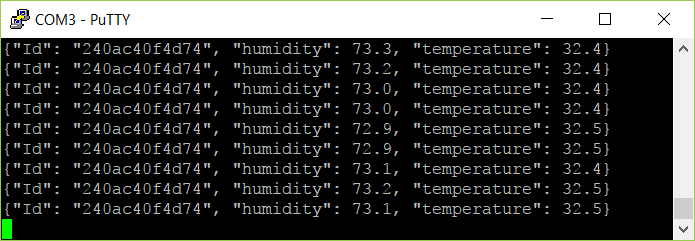 COM3 - PuTTY
{"Id": "240ac40f4d74", "humidity": 73.3, "temperature": 32.4}
{"Id": "240ac40f4d74", "humidity": 73.2, "temperature": 32.4}
{"Id": "240ac40f4d74", "humidity": 73.0, "temperature": 32.4}
{"Id": "240ac40f4d74", "humidity": 73.0, "temperature": 32.4}
{"Id": "240ac40f4d74", "humidity": 72.9, "temperature": 32.5}
{"Id": "240ac40f4d74", "humidity": 72.9, "temperature": 32.5}
{"Id": "240ac40f4d74", "humidity": 73.1, "temperature": 32.4}
{"Id": "240ac40f4d74", "humidity": 73.2, "temperature": 32.5}
{"Id": "240ac40f4d74", "humidity": 73.1, "temperature": 32.5}